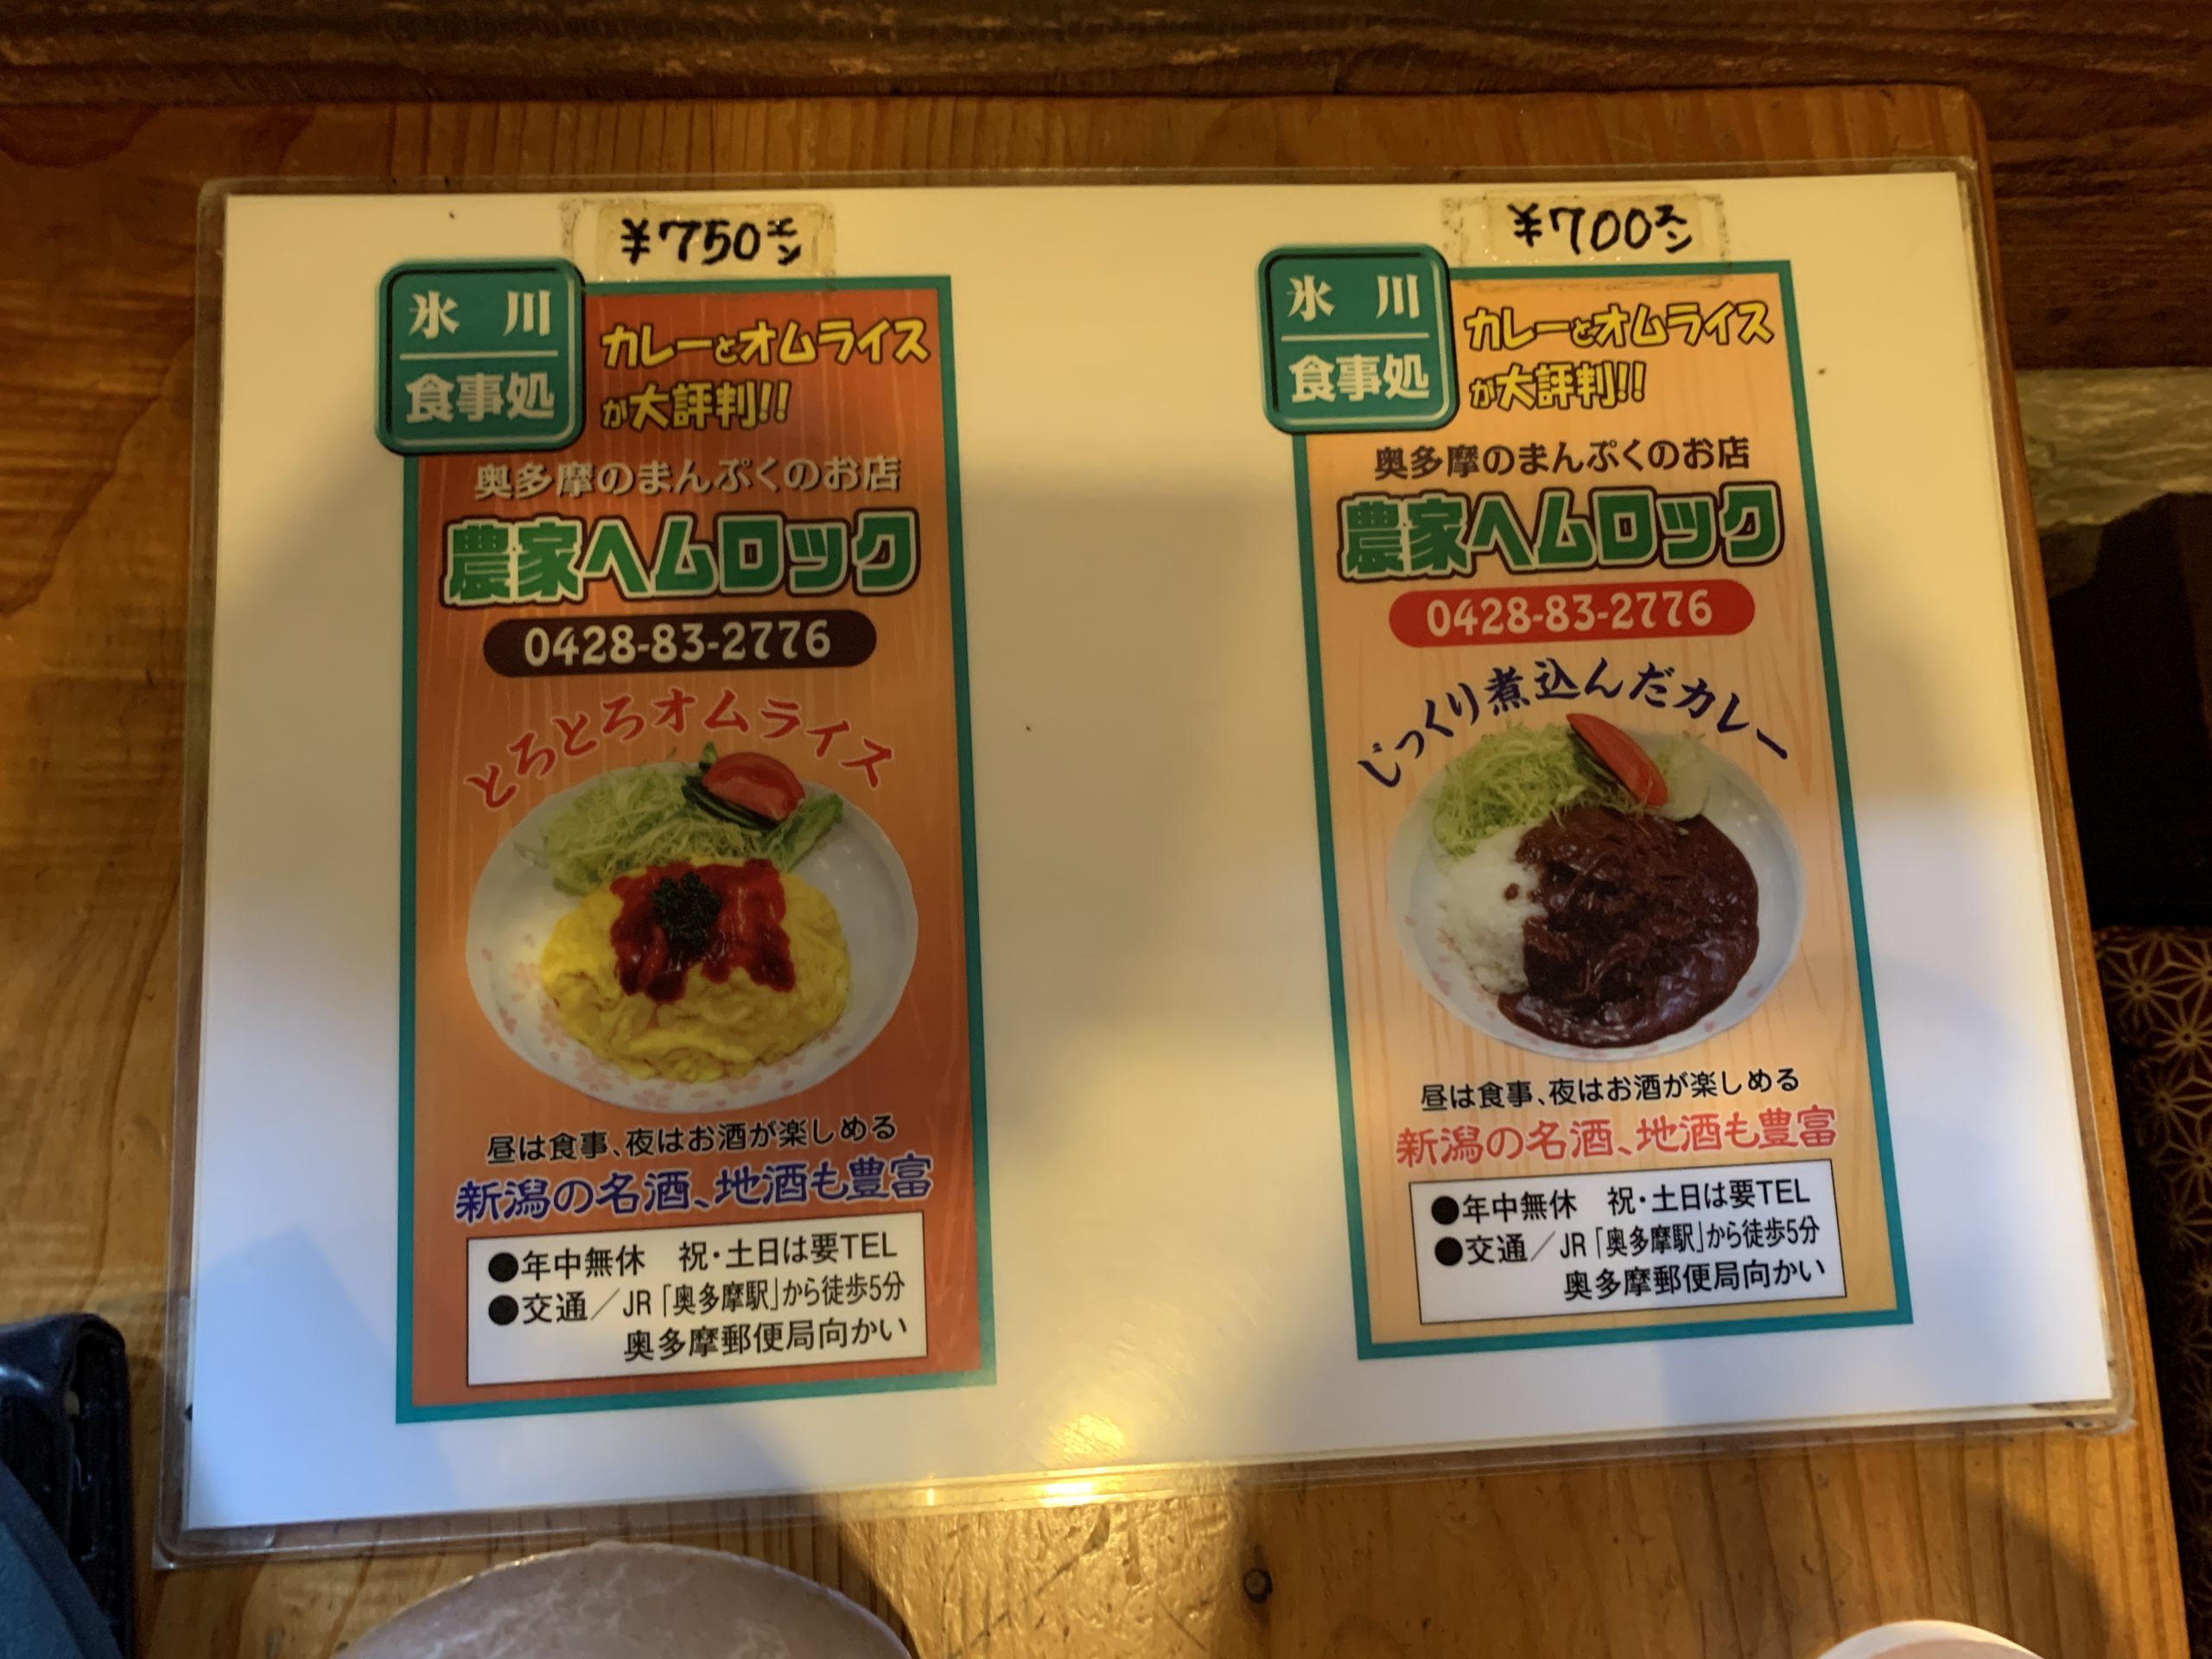 ¥750エン
氷川
食事処
カレーとオムライス
が大評判!!
奥多摩のまんぷくのお店
農家ヘムロック
0428-83-2776
とろとろオムライス
昼は食事、夜はお酒が楽しめる
新潟の名酒、地酒も豊富
●年中無休 祝・土日は要TEL
●交通／JR「奥多摩駅」から徒歩5分
奥多摩郵便局向かい
¥700エン
氷川
食事処
カレーとオムライス
が大評判!!
奥多摩のまんぷくのお店
農家ヘムロック
0428-83-2776
じっくり煮込んだカレー
昼は食事、夜はお酒が楽しめる
新潟の名酒、地酒も豊富
●年中無休 祝・土日は要TEL
●交通／JR「奥多摩駅」から徒歩5分
奥多摩郵便局向かい